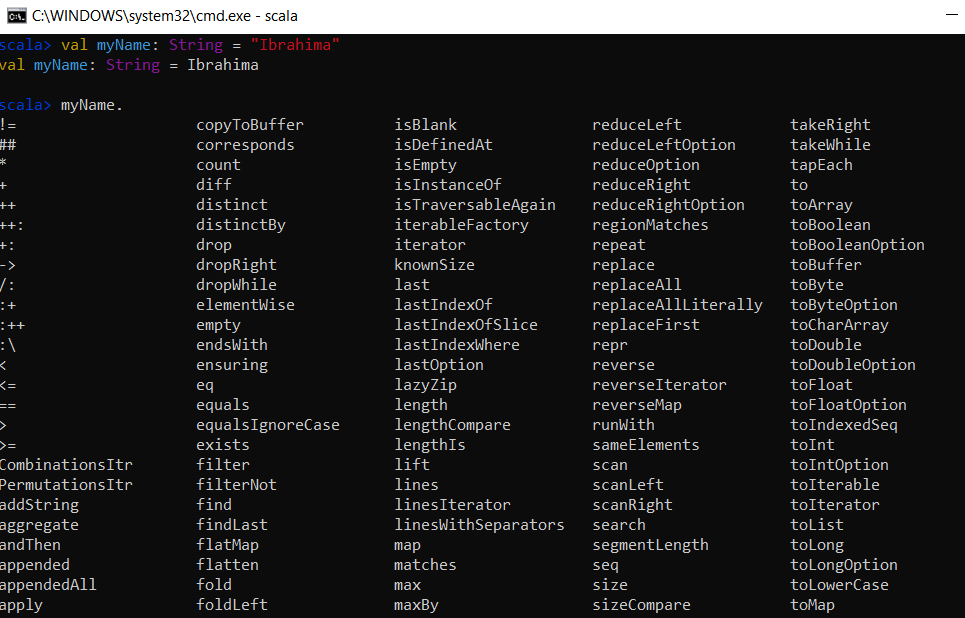 C:\WINDOWS\system32\cmd.exe - scala
scala> val myName: String = "Ibrahima"
val myName: String = Ibrahima
scala> myName.
!= copyToBuffer isBlank reduceLeft takeRight
## corresponds isDefinedAt reduceLeftOption takeWhile
* count isEmpty reduceOption tapEach
+ diff isInstanceOf reduceRight to
++ distinct isTraversableAgain reduceRightOption toArray
++: distinctBy iterableFactory regionMatches toBoolean
+: drop iterator repeat toBooleanOption
-> dropRight knownSize replace toBuffer
/: dropWhile last replaceAll toByte
:+ elementWise lastIndexOf replaceAllLiterally toByteOption
:++ empty lastIndexOfSlice replaceFirst toCharArray
:\ endsWith lastIndexWhere repr toDouble
< ensuring lastOption reverse toDoubleOption
<= eq lazyZip reverseIterator toFloat
== equals length reverseMap toFloatOption
> equalsIgnoreCase lengthCompare runWith toIndexedSeq
>= exists lengthIs sameElements toInt
CombinationsItr filter lift scan toIntOption
PermutationsItr filterNot lines scanLeft toIterable
addString find linesIterator scanRight toIterator
aggregate findLast linesWithSeparators search toList
andThen flatMap map segmentLength toLong
appended flatten matches seq toLongOption
appendedAll fold max size toLowerCase
apply foldLeft maxBy sizeCompare toMap